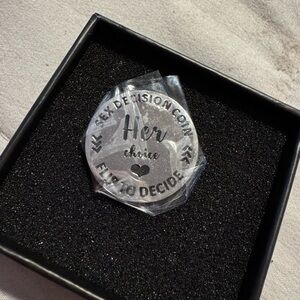 SEX DECISION COIN
Her
choice
FLIP TO DECIDE